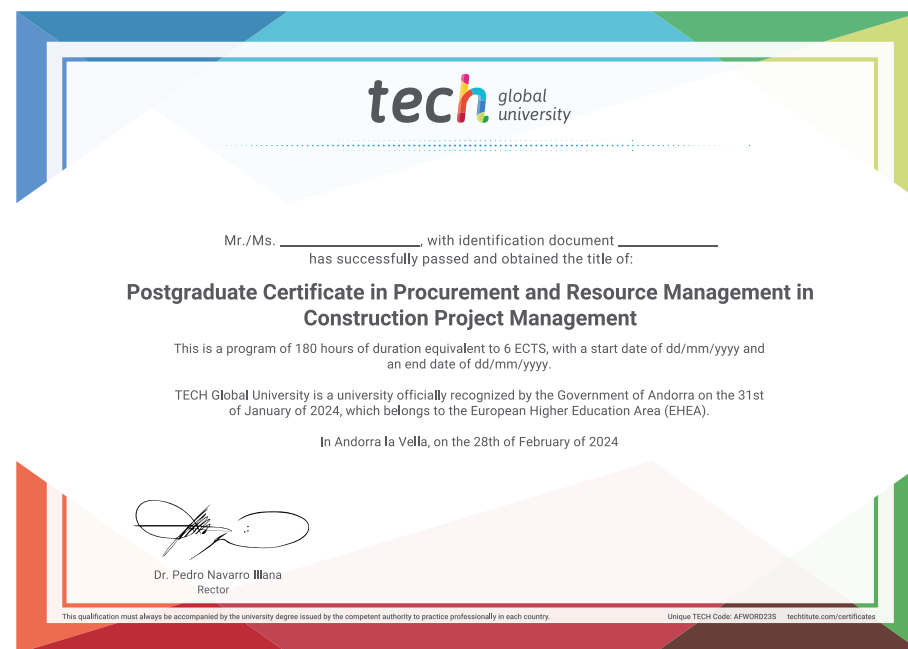 tech global university
Mr./Ms. ____________________, with identification document ______________
has successfully passed and obtained the title of:
Postgraduate Certificate in Procurement and Resource Management in
Construction Project Management
This is a program of 180 hours of duration equivalent to 6 ECTS, with a start date of dd/mm/yyyy and
an end date of dd/mm/yyyy.
TECH Global University is a university officially recognized by the Government of Andorra on the 31st
of January of 2024, which belongs to the European Higher Education Area (EHEA).
In Andorra la Vella, on the 28th of February of 2024
Dr. Pedro Navarro Illana
Rector
This qualification must always be accompanied by the university degree issued by the competent authority to practice professionally in each country.
Unique TECH Code: AFWORD23S techtitute.com/certificates